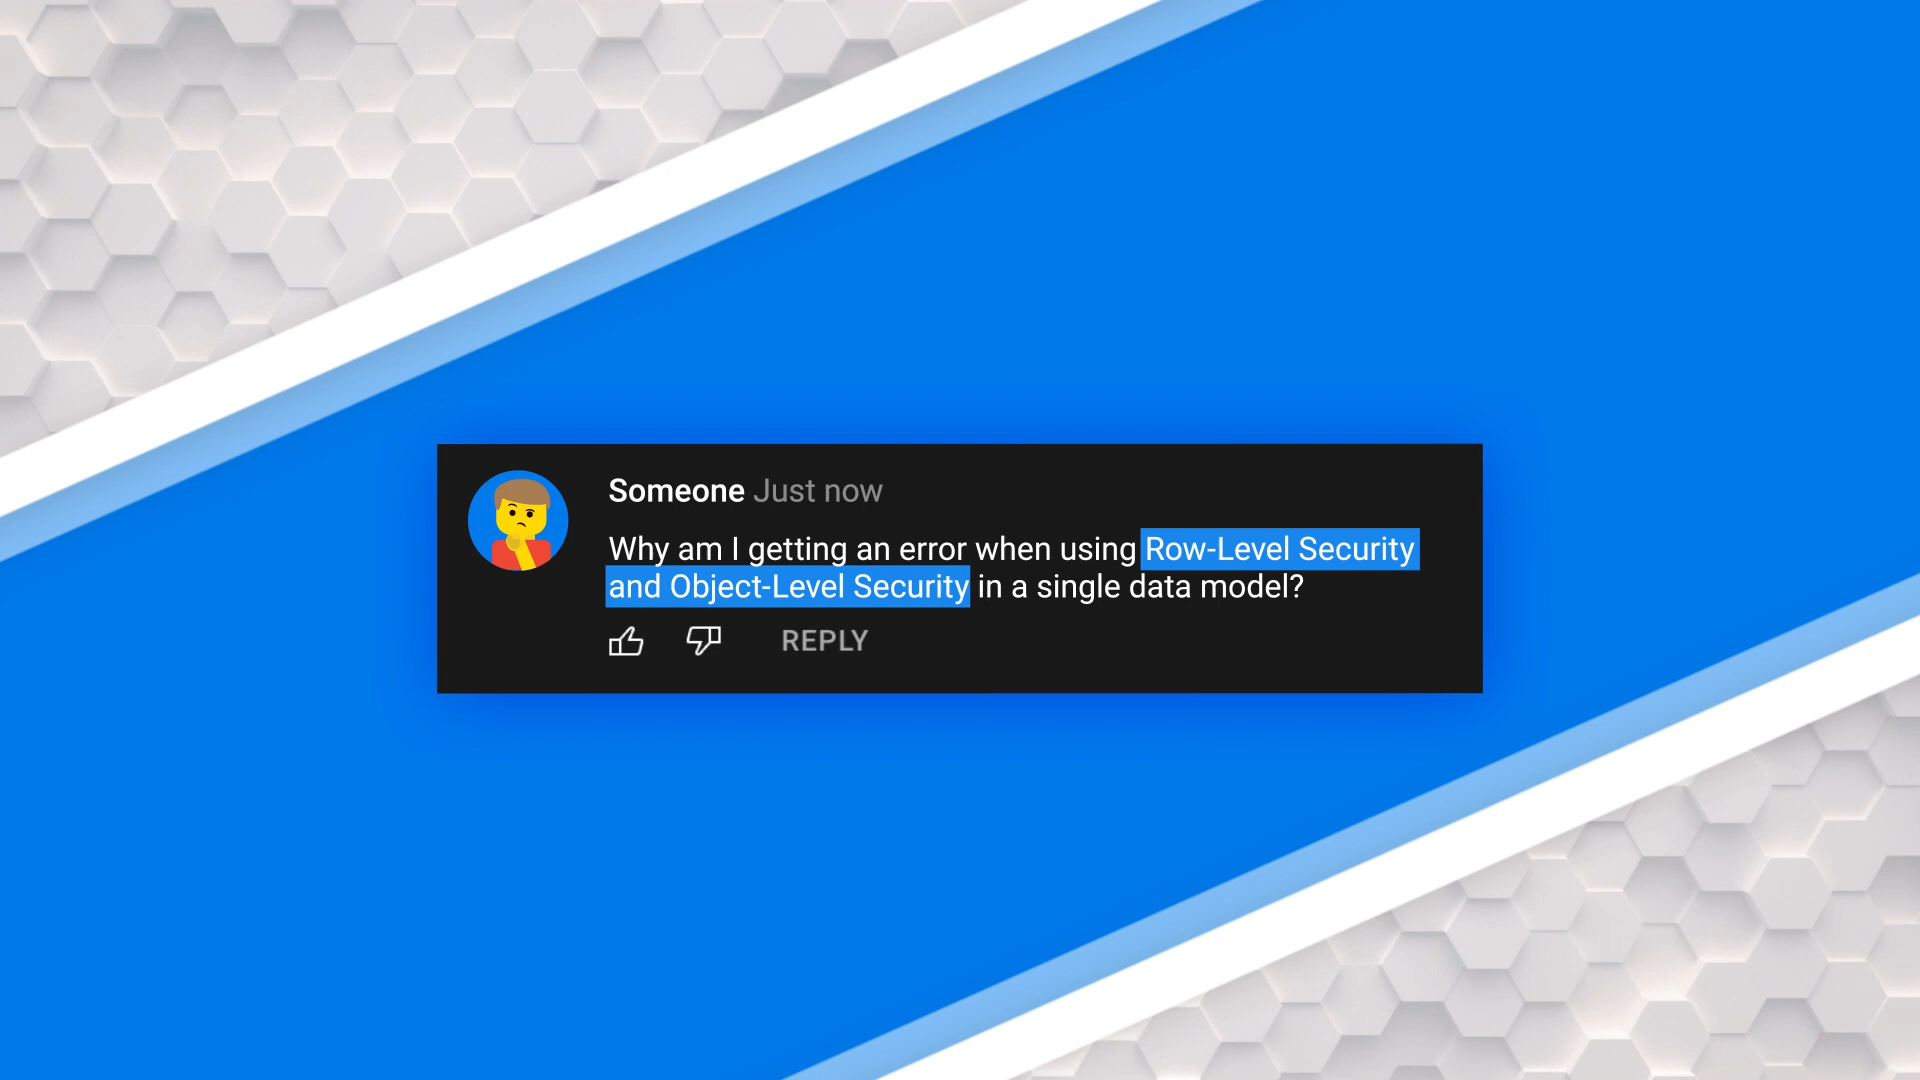 Someone Just now
Why am I getting an error when using Row-Level Security
and Object-Level Security in a single data model?
REPLY